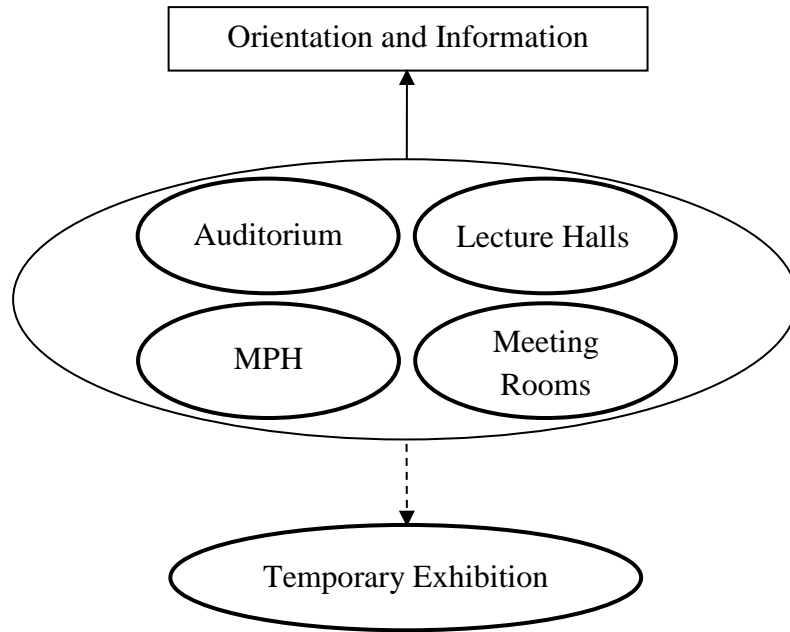 Orientation and Information
Auditorium
Lecture Halls
MPH
Meeting
Rooms
Temporary Exhibition